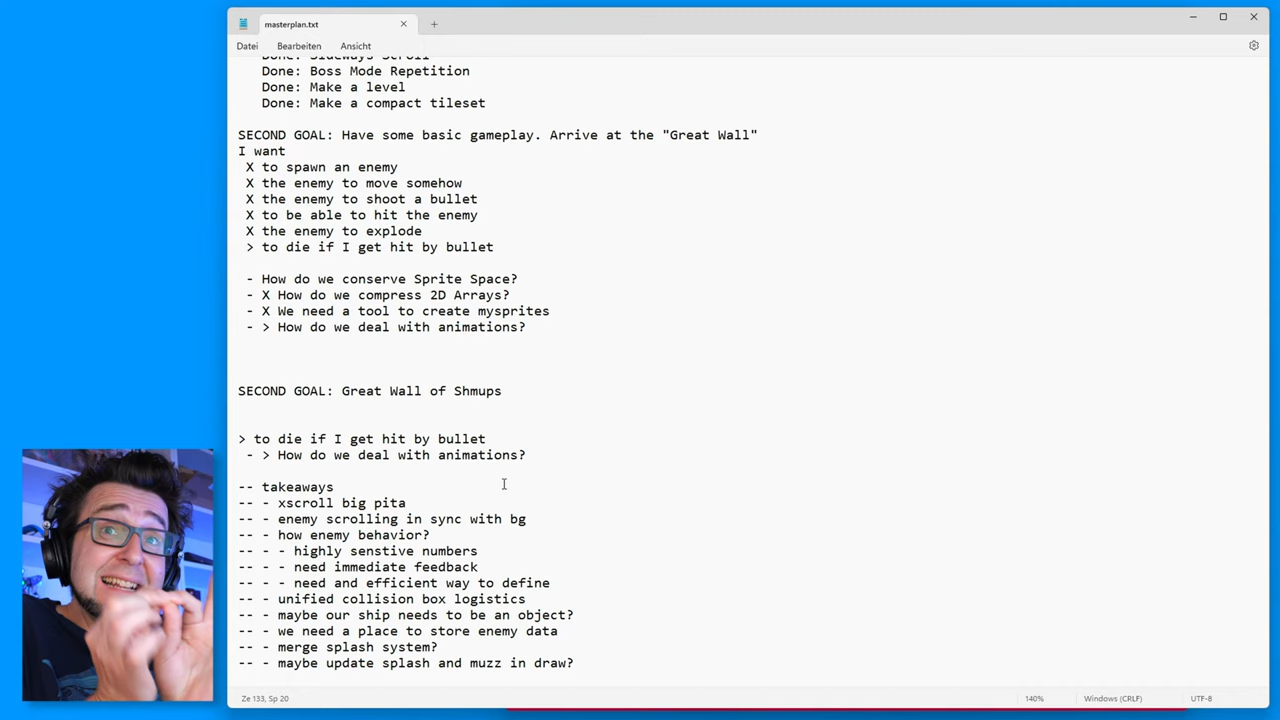 masterplan.txt
Datei Bearbeiten Ansicht
Done: Sideways Scroll
Done: Boss Mode Repetition
Done: Make a level
Done: Make a compact tileset
SECOND GOAL: Have some basic gameplay. Arrive at the "Great Wall"
I want
X to spawn an enemy
X the enemy to move somehow
X the enemy to shoot a bullet
X to be able to hit the enemy
X the enemy to explode
> to die if I get hit by bullet
- How do we conserve Sprite Space?
- X How do we compress 2D Arrays?
- X We need a tool to create mysprites
- > How do we deal with animations?
SECOND GOAL: Great Wall of Shmups
> to die if I get hit by bullet
- > How do we deal with animations?
-- takeaways
-- - xscroll big pita
-- - enemy scrolling in sync with bg
-- - how enemy behavior?
-- - - highly senstive numbers
-- - - need immediate feedback
-- - - need and efficient way to define
-- - unified collision box logistics
-- - maybe our ship needs to be an object?
-- - we need a place to store enemy data
-- - merge splash system?
-- - maybe update splash and muzz in draw?
Ze 133, Sp 20 140% Windows (CRLF) UTF-8